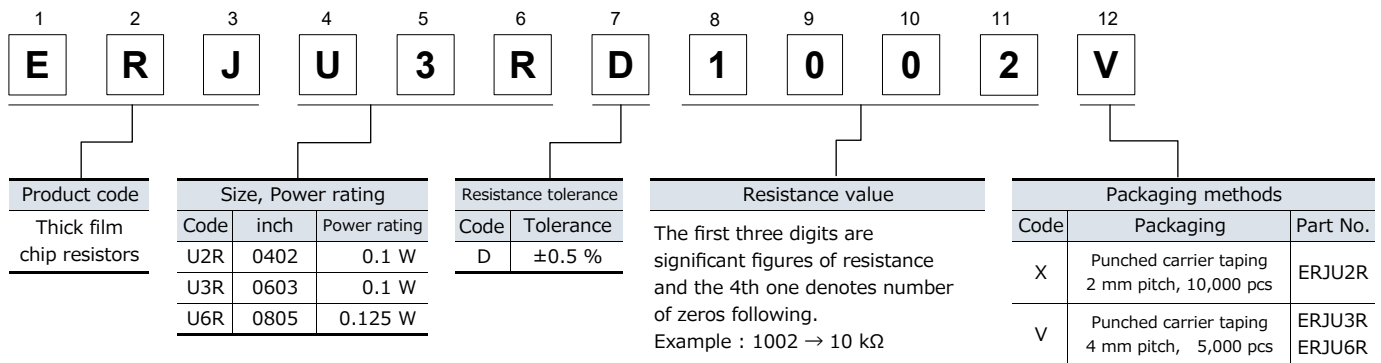 1 2 3 4 5 6 7 8 9 10 11 12
E R J U 3 R D 1 0 0 2 V
Product code
Thick film
chip resistors
Size, Power rating
Code inch Power rating
U2R 0402 0.1 W
U3R 0603 0.1 W
U6R 0805 0.125 W
Resistance tolerance
Code Tolerance
D ±0.5 %
Resistance value
The first three digits are
significant figures of resistance
and the 4th one denotes number
of zeros following.
Example : 1002 → 10 kΩ
Packaging methods
Code Packaging Part No.
X Punched carrier taping
2 mm pitch, 10,000 pcs ERJU2R
V Punched carrier taping
4 mm pitch, 5,000 pcs ERJU3R
ERJU6R